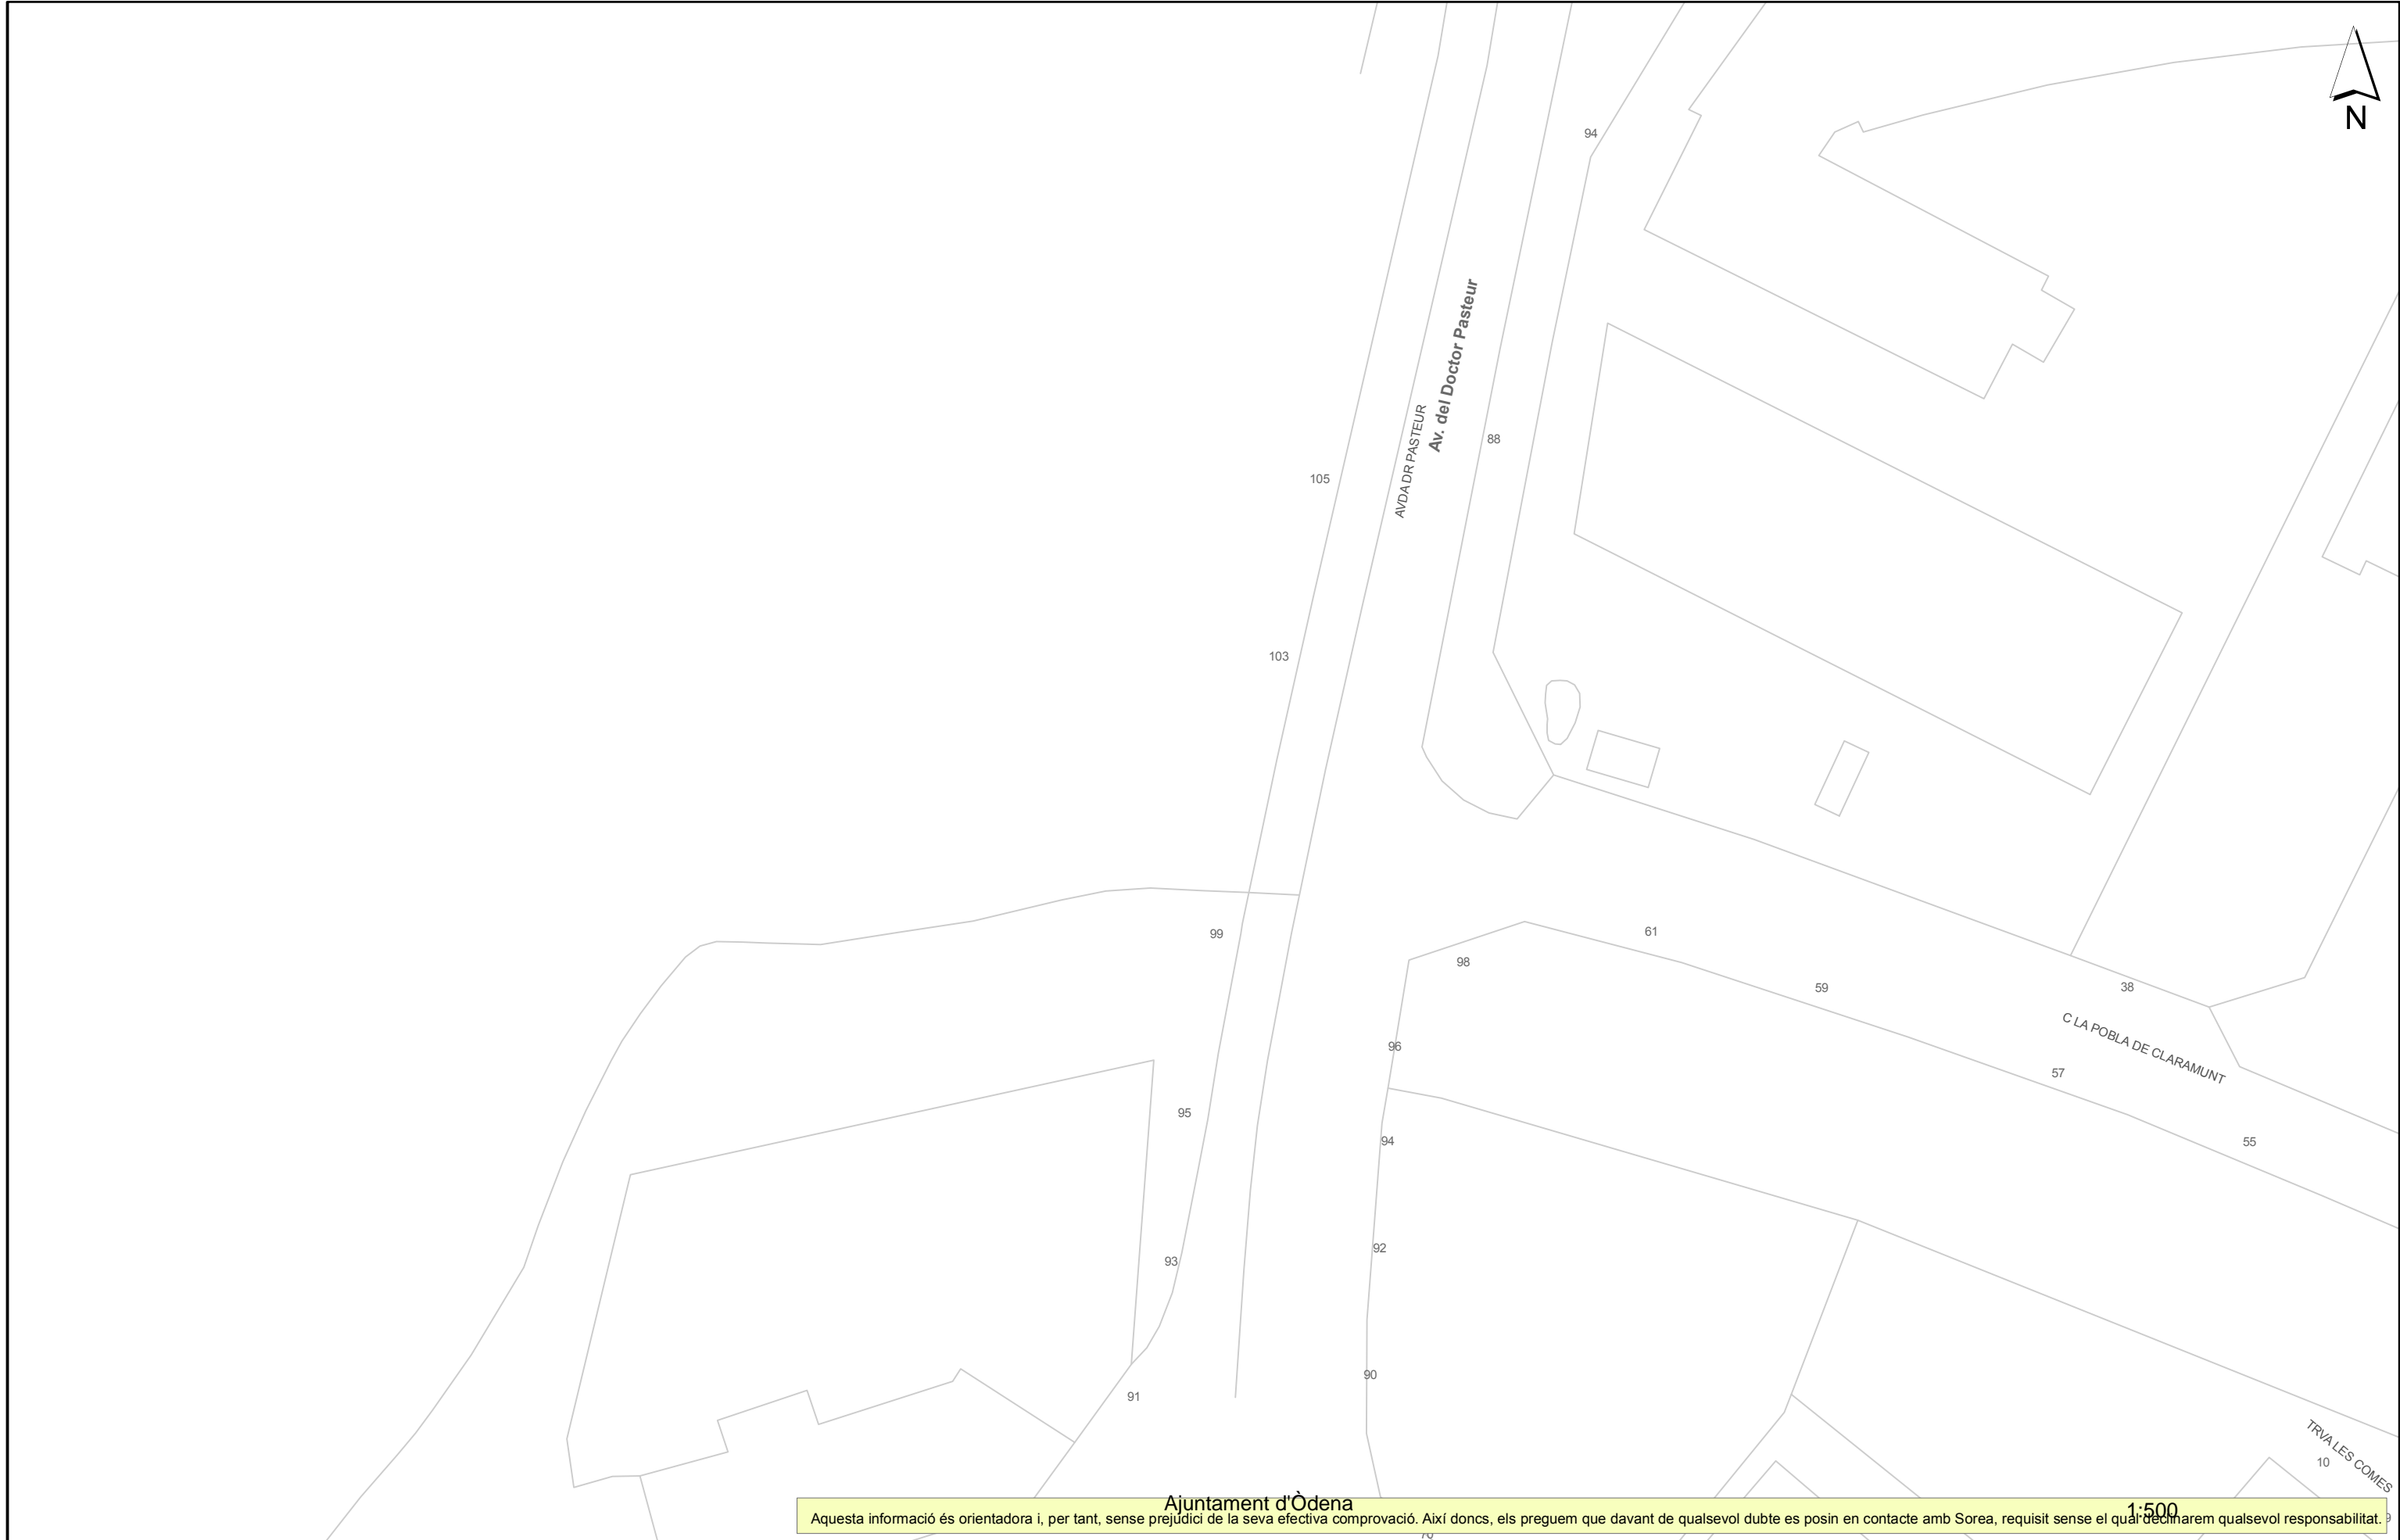 N
94
Av. del Doctor Pasteur
AVDA DR PASTEUR
88
105
103
99
61
98
59
38
C LA POBLA DE CLARAMUNT
96
57
95
94
55
92
93
90
91
TRVA LES COMES
10
Ajuntament d'Òdena
1:500
Aquesta informació és orientadora i, per tant, sense prejudici de la seva efectiva comprovació. Així doncs, els preguem que davant de qualsevol dubte es posin en contacte amb Sorea, requisit sense el qual declinarem qualsevol responsabilitat.